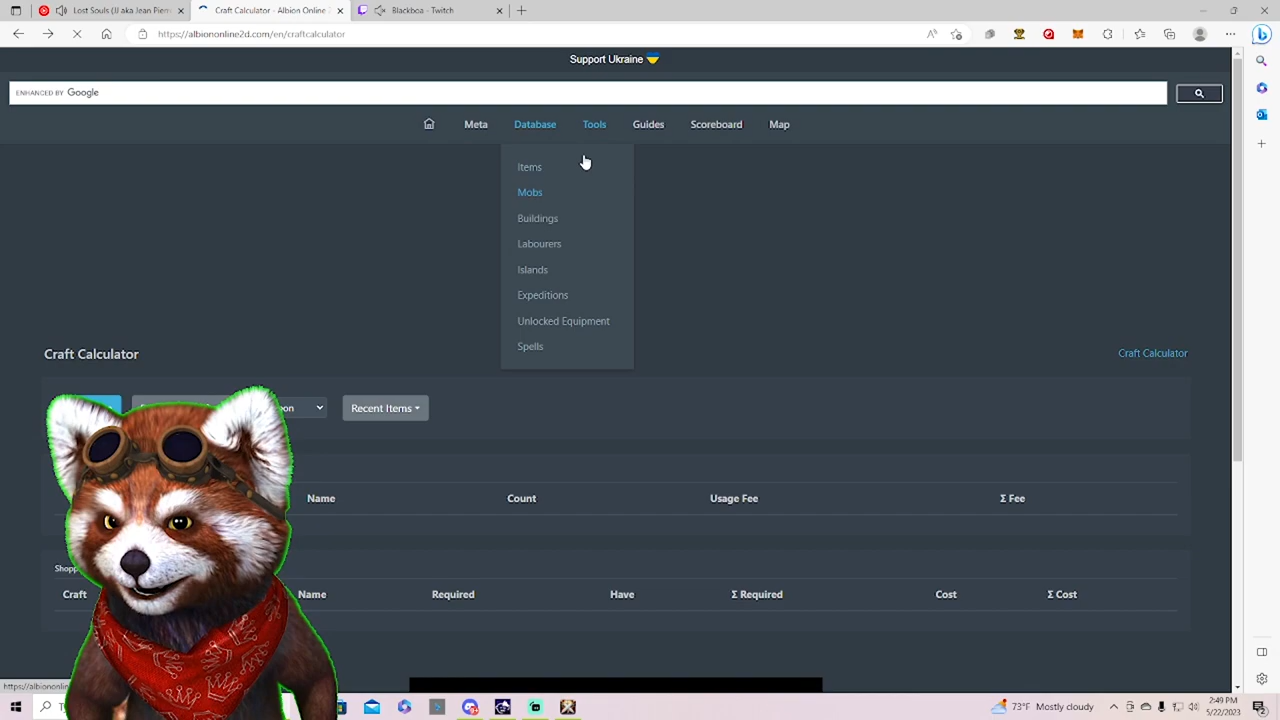 Lost Souls (JJ aka Jean Pierr
Craft Calculator - Albion Online 2
Blackboa - Twitch
https://albiononline2d.com/en/craftcalculator
Support Ukraine
ENHANCED BY Google
Meta
Database
Tools
Guides
Scoreboard
Map
Items
Mobs
Buildings
Labourers
Islands
Expeditions
Unlocked Equipment
Spells
Craft Calculator
Craft Calculator
Recent Items
Name
Count
Usage Fee
Σ Fee
Craft
Name
Required
Have
Σ Required
Cost
Σ Cost
https://albiononlin
73°F Mostly cloudy
2:49 PM
5/22/2023